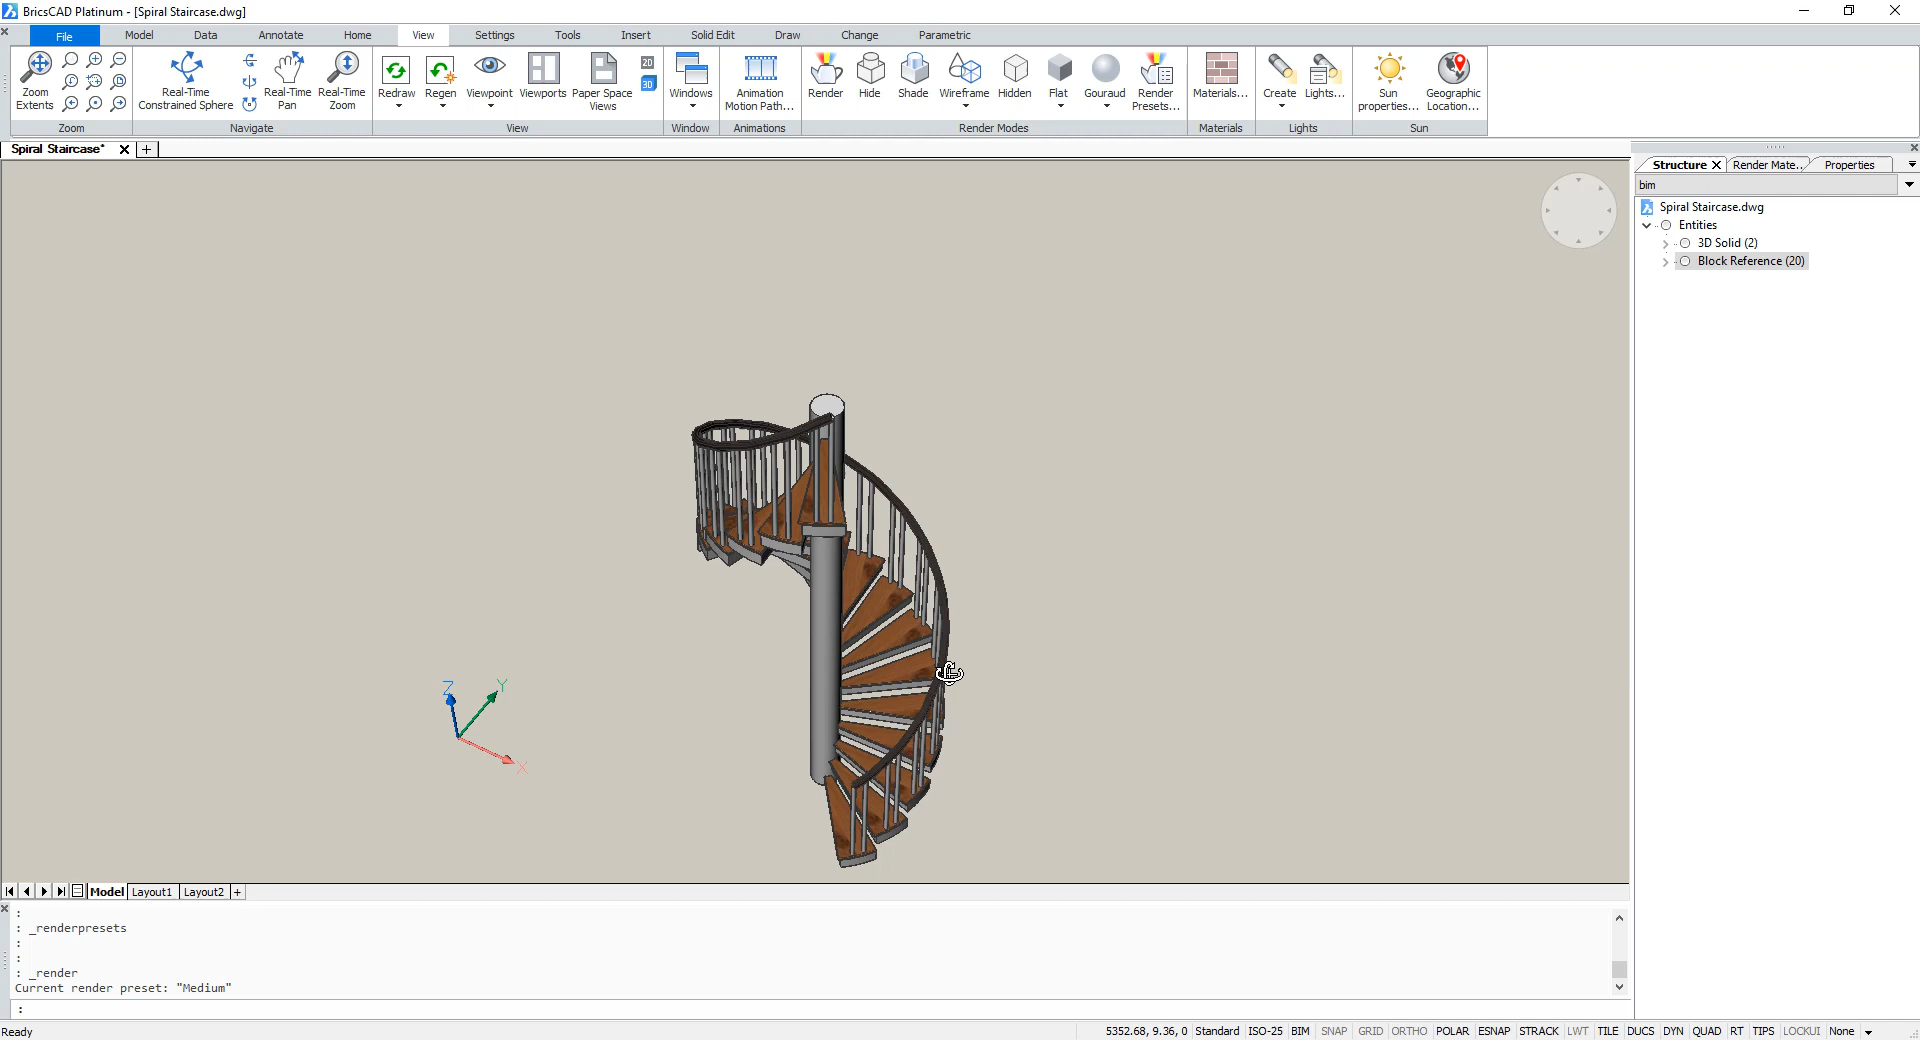 BricsCAD Platinum - [Spiral Staircase.dwg]
File Model Data Annotate Home View Settings Tools Insert Solid Edit Draw Change Parametric
Zoom Extents
Real-Time Constrained Sphere
Real-Time Pan
Real-Time Zoom
Redraw
Regen
Viewpoint
Viewports
Paper Space Views
2D
3D
Windows
Animation Motion Path...
Render
Hide
Shade
Wireframe
Hidden
Flat
Gouraud
Render Presets...
Materials...
Create
Lights...
Sun properties...
Geographic Location...
Zoom Navigate View Window Animations Render Modes Materials Lights Sun
Spiral Staircase*
Structure Render Mate.. Properties
bim
Spiral Staircase.dwg
Entities
3D Solid (2)
Block Reference (20)
Z
Y
X
Model Layout1 Layout2 +
:
: _renderpresets
:
:
: _render
Current render preset: "Medium"
:
Ready 5352.68, 9.36, 0 Standard ISO-25 BIM SNAP GRID ORTHO POLAR ESNAP STRACK LWT TILE DUCS DYN QUAD RT TIPS LOCKUI None